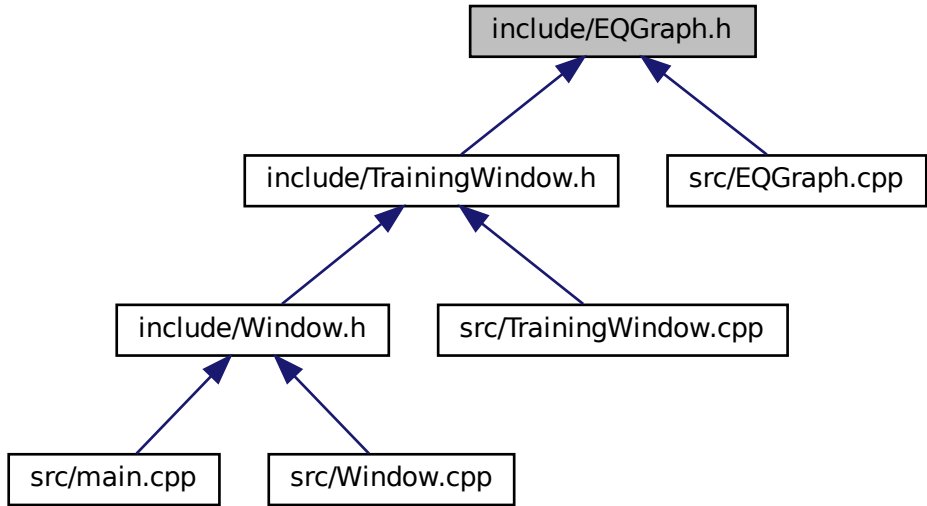 include/EQGraph.h
include/TrainingWindow.h
src/EQGraph.cpp
include/Window.h
src/TrainingWindow.cpp
src/main.cpp
src/Window.cpp